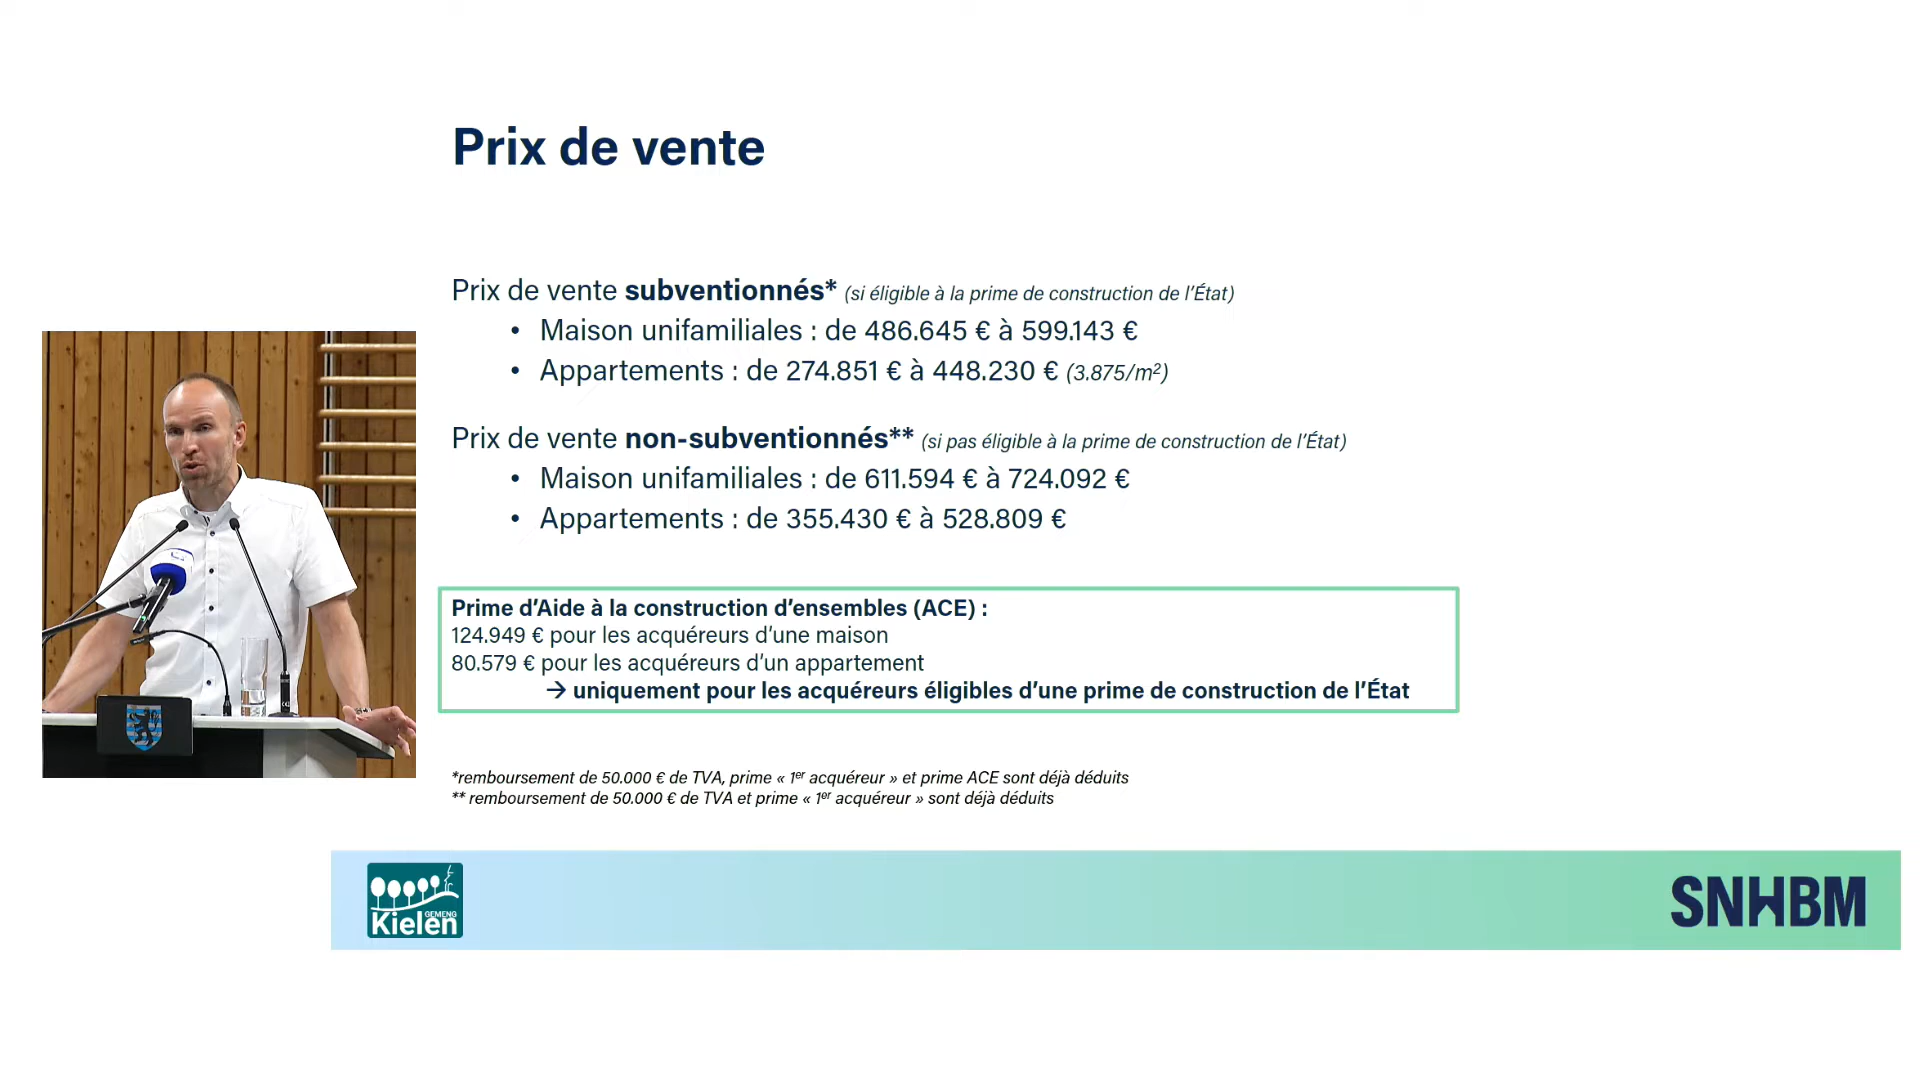 Prix de vente
Prix de vente subventionnés* (si éligible à la prime de construction de l'État)
• Maison unifamiliales : de 486.645 € à 599.143 €
• Appartements : de 274.851 € à 448.230 € (3.875/m²)
Prix de vente non-subventionnés** (si pas éligible à la prime de construction de l'État)
• Maison unifamiliales : de 611.594 € à 724.092 €
• Appartements : de 355.430 € à 528.809 €
Prime d'Aide à la construction d'ensembles (ACE) :
124.949 € pour les acquéreurs d'une maison
80.579 € pour les acquéreurs d'un appartement
→ uniquement pour les acquéreurs éligibles d'une prime de construction de l'État
*remboursement de 50.000 € de TVA, prime « 1er acquéreur » et prime ACE sont déjà déduits
** remboursement de 50.000 € de TVA et prime « 1er acquéreur » sont déjà déduits
GEMENG
Kielen
SNHBM